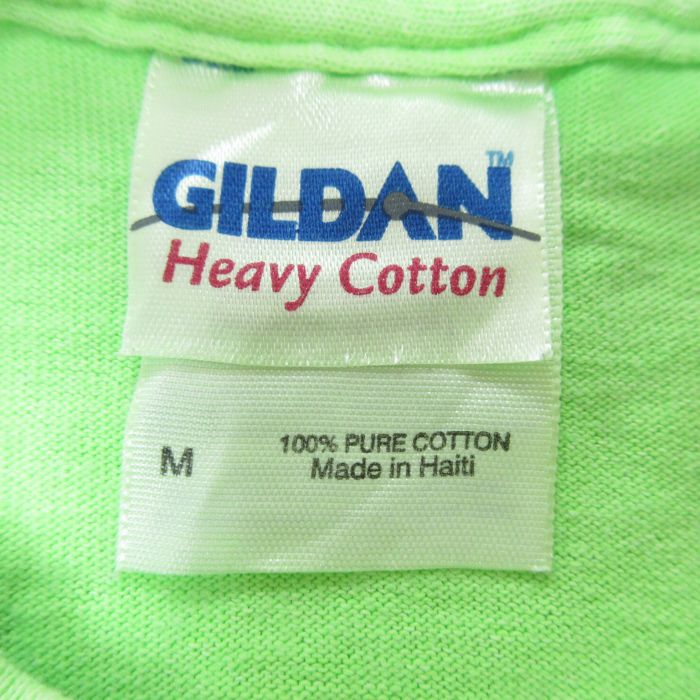 GILDAN™
Heavy Cotton
M
100% PURE COTTON
Made in Haiti